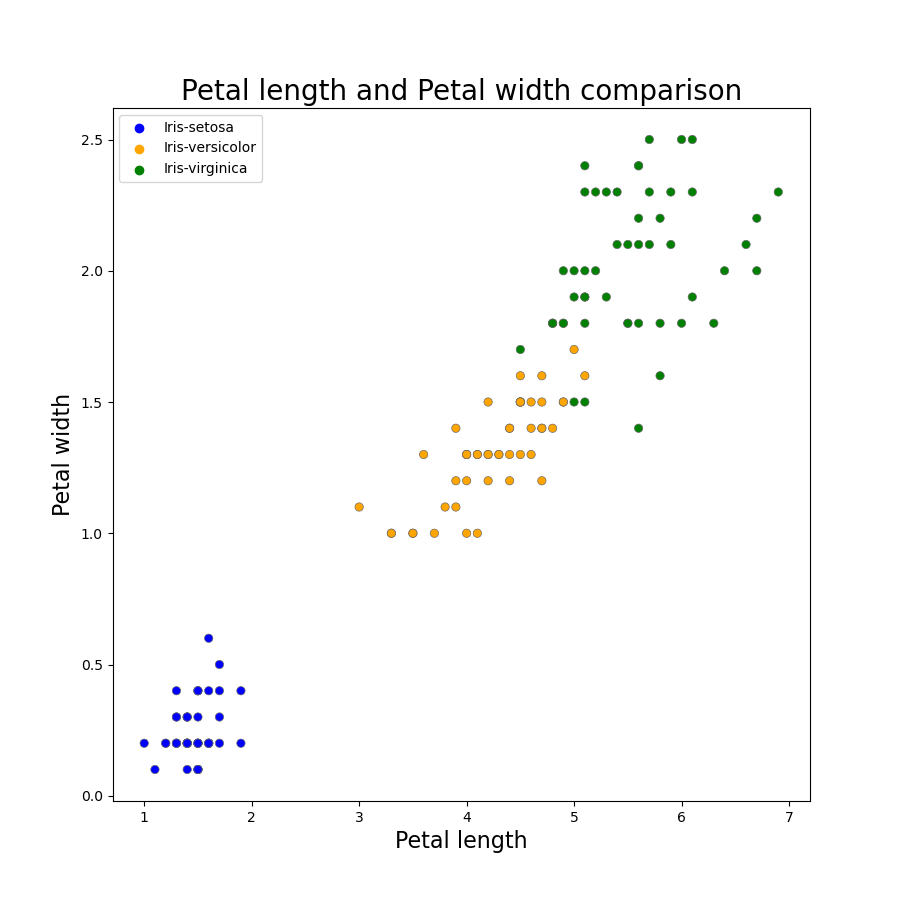 Petal length and Petal width comparison
Iris-setosa
Iris-versicolor
Iris-virginica
2.5
2.0
1.5
1.0
0.5
0.0
Petal width
1 2 3 4 5 6 7
Petal length